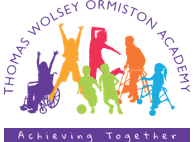 THOMAS WOLSEY ORMISTON ACADEMY
Achieving Together